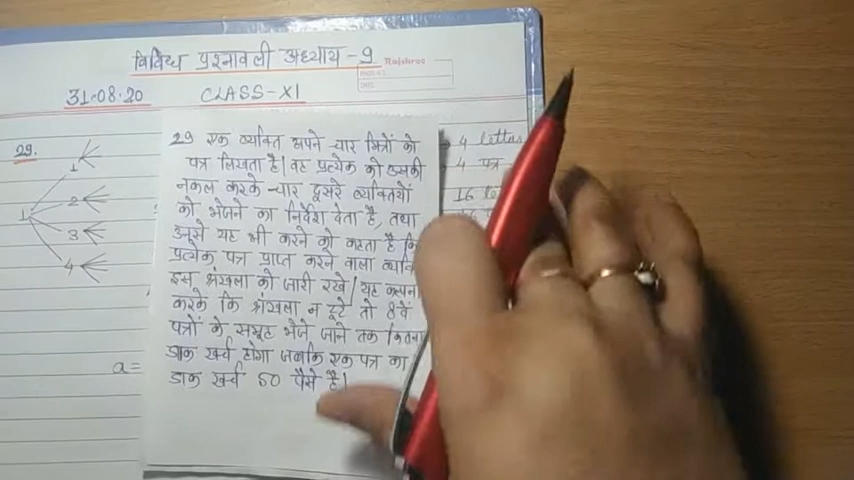 विविध प्रश्नावली अध्याय-9
Rajshree
31-08-20 CLASS-XI
29.
1 1 2 3 4
29 एक व्यक्ति अपने चार मित्रों को
पत्र लिखता है। वह प्रत्येक को उसकी
नकल करके चार दूसरे व्यक्तियों
को भेजने का निर्देश देता है, तथा
उनसे यह भी करने को कहता है कि
प्रत्येक पत्र प्राप्त करने वाला
इस श्रंखला को जारी रखे। यह कल्पना
करके कि श्रंखला न टूटे तो 8वें
पत्रों के समूह भेजे जाने तक कितना
डाक खर्च होगा जबकि एक पत्र का
डाक खर्च 50 पैसे है।
4 letter
4 पत्र
16
a =